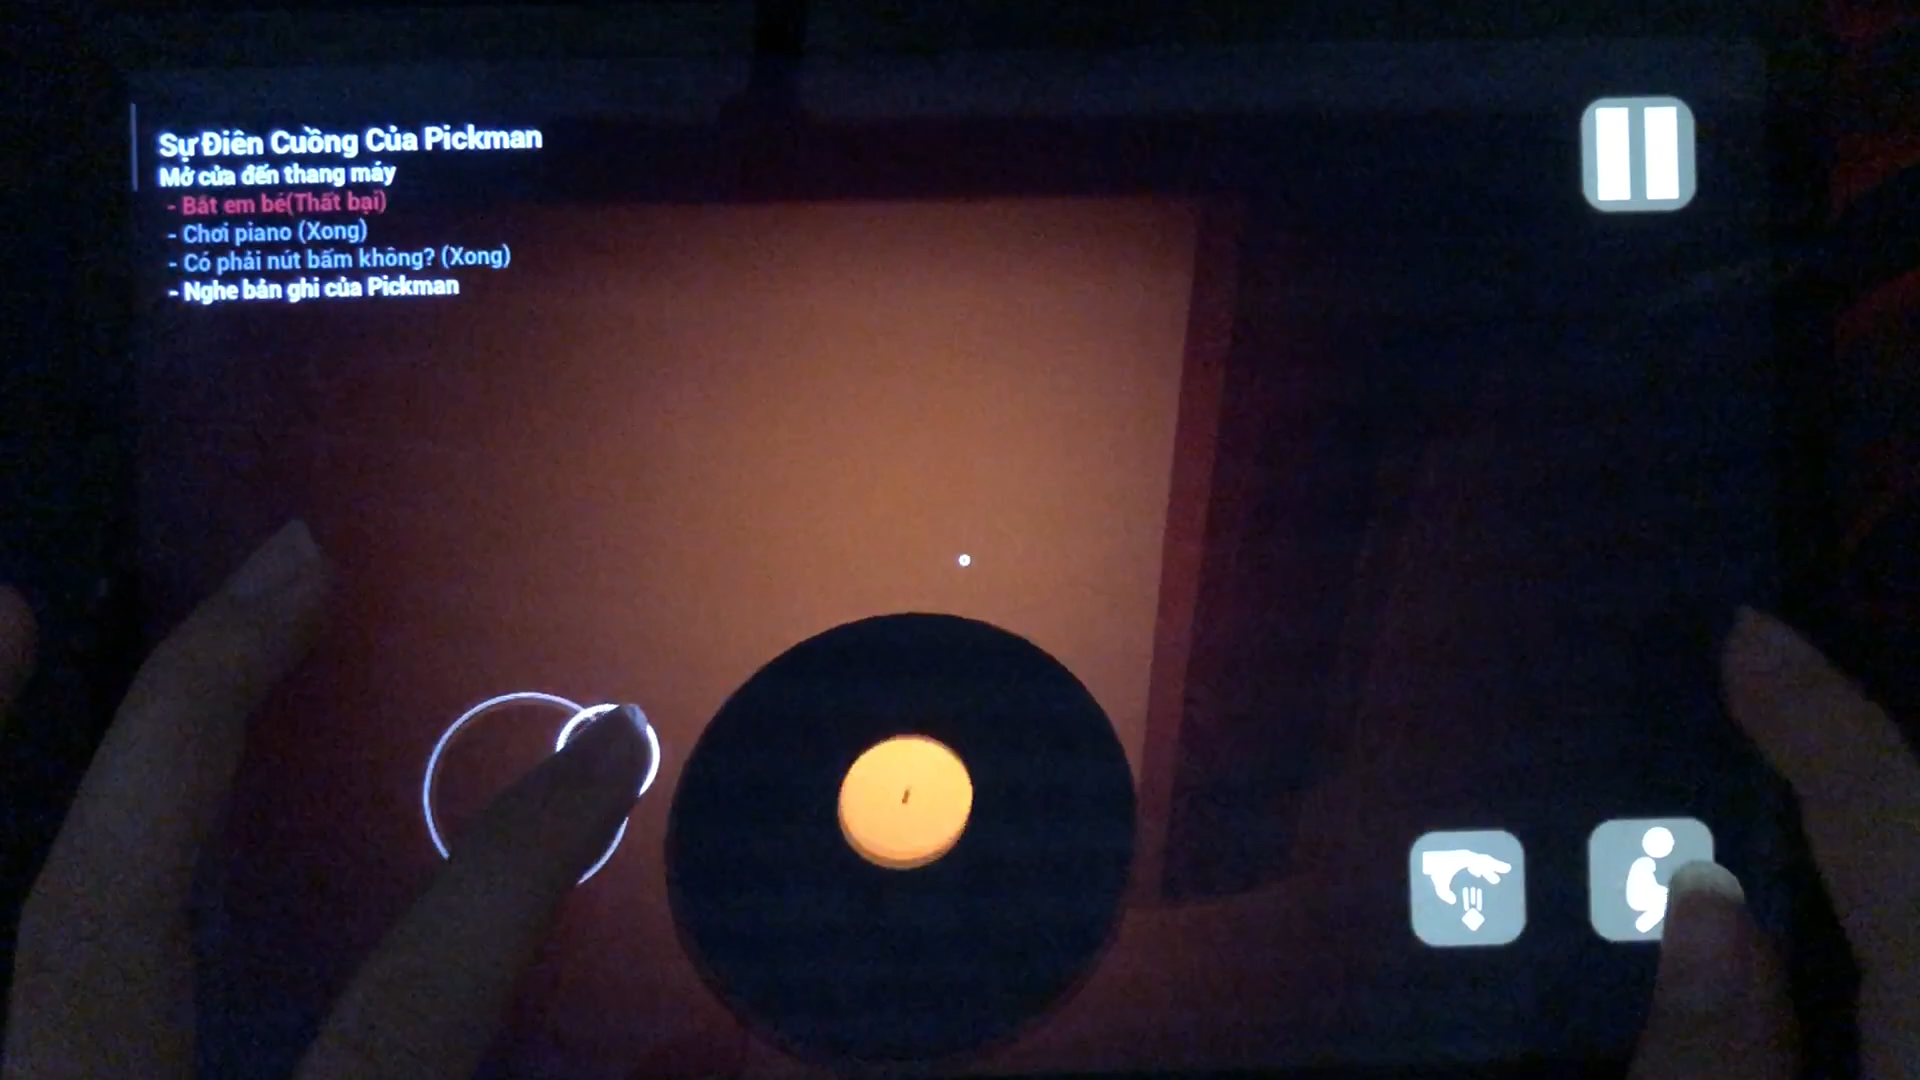 Sự Điên Cuồng Của Pickman
Mở cửa đến thang máy
- Bắt em bé(Thất bại)
- Chơi piano (Xong)
- Có phải nút bấm không? (Xong)
- Nghe bản ghi của Pickman